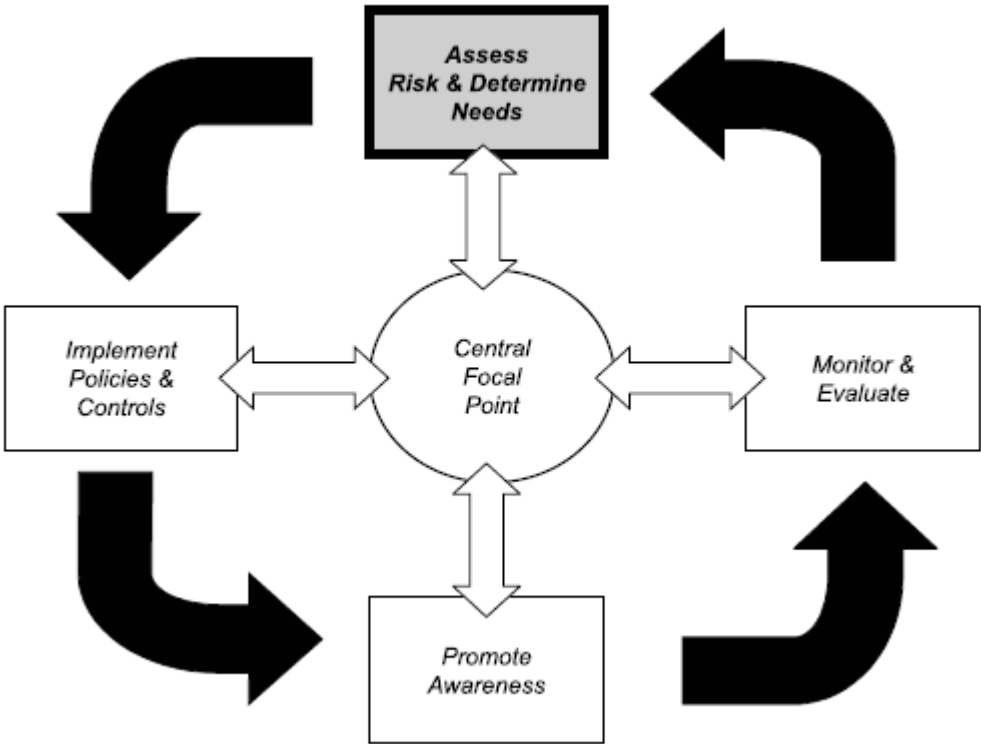 Assess
Risk & Determine
Needs
Implement
Policies &
Controls
Central
Focal
Point
Monitor &
Evaluate
Promote
Awareness